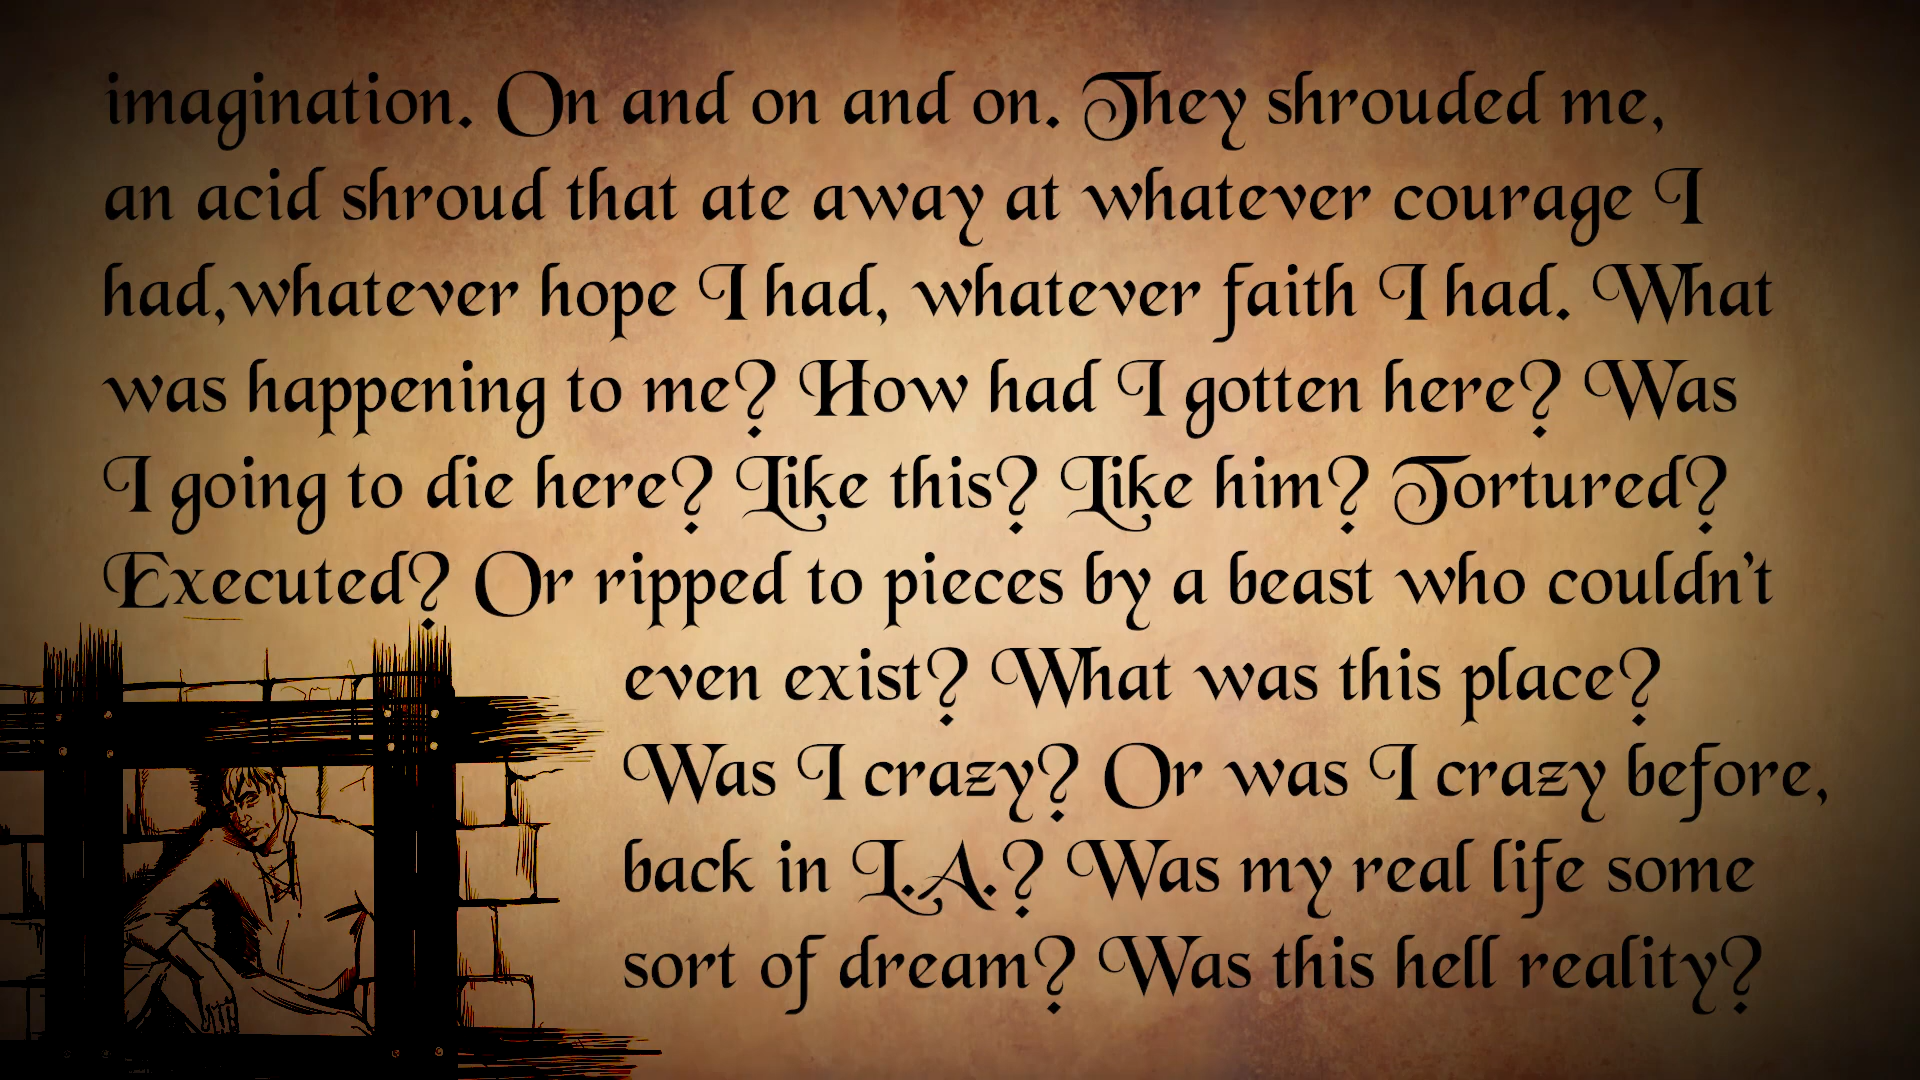 imagination. On and on and on. They shrouded me,
an acid shroud that ate away at whatever courage I
had,whatever hope I had, whatever faith I had. What
was happening to me? How had I gotten here? Was
I going to die here? Like this? Like him? Tortured?
Executed? Or ripped to pieces by a beast who couldn't
even exist? What was this place?
Was I crazy? Or was I crazy before,
back in L.A.? Was my real life some
sort of dream? Was this hell reality?